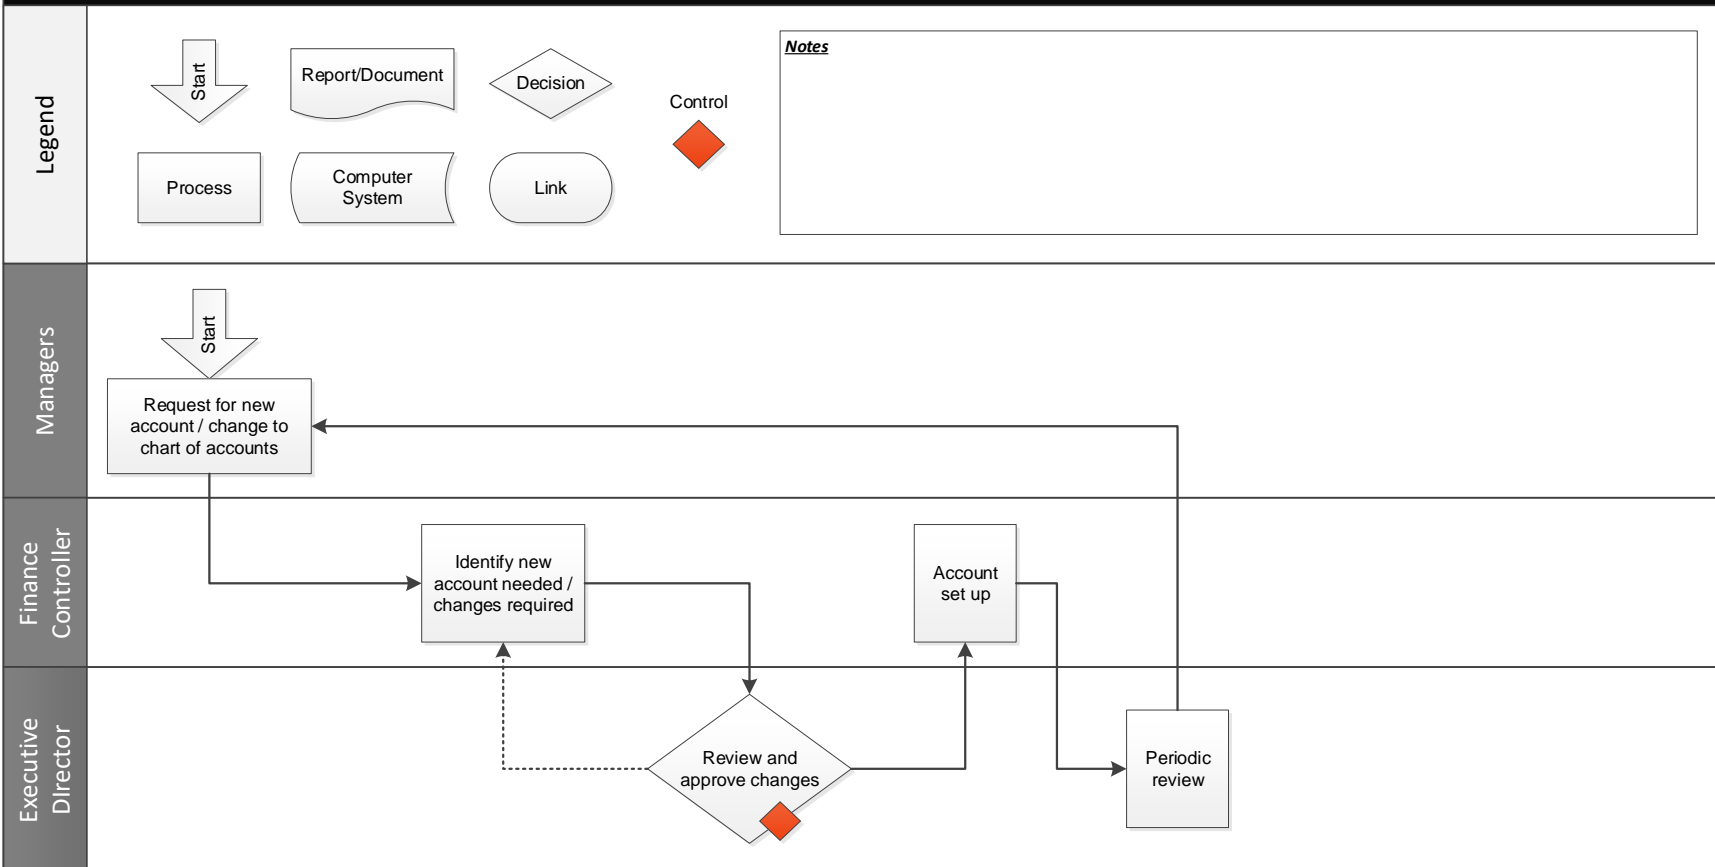 Legend
Start
Report/Document
Decision
Control
Process
Computer
System
Link
Notes
Managers
Start
Request for new
account / change to
chart of accounts
Finance
Controller
Identify new
account needed /
changes required
Account
set up
Executive
DIrector
Review and
approve changes
Periodic
review